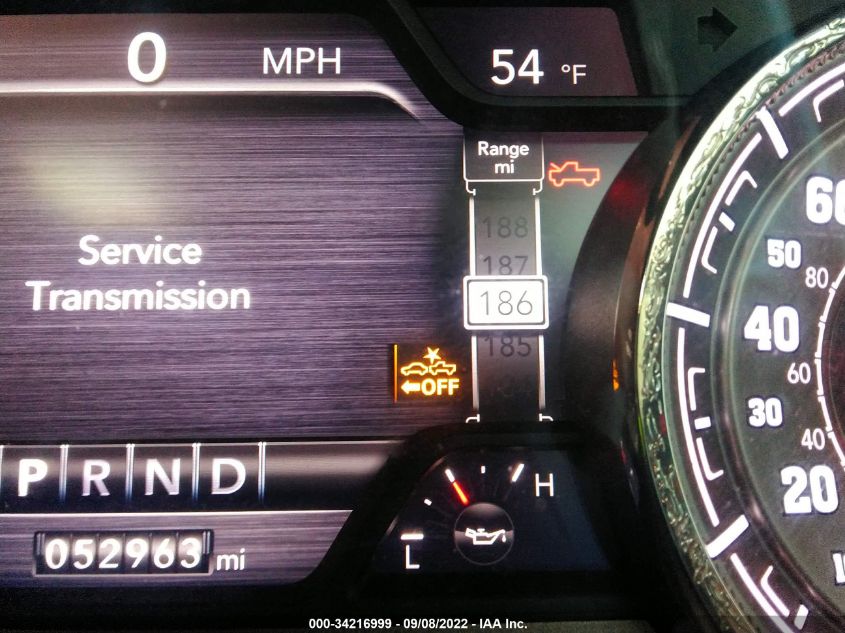 0 MPH
54 °F
Range
mi
188
187
186
185
Service
Transmission
OFF
P R N D
052963 mi
L
H
60
50
80
40
60
30
40
20
000-34216999 - 09/08/2022 - IAA Inc.